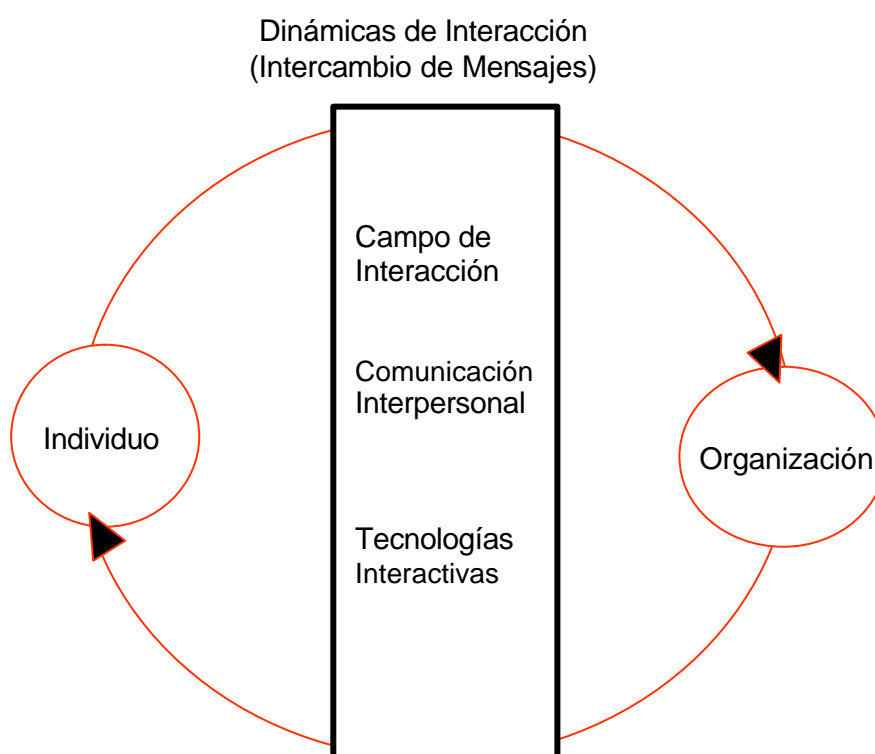 Dinámicas de Interacción
(Intercambio de Mensajes)
Campo de
Interacción
Comunicación
Interpersonal
Individuo
Organización
Tecnologías
Interactivas